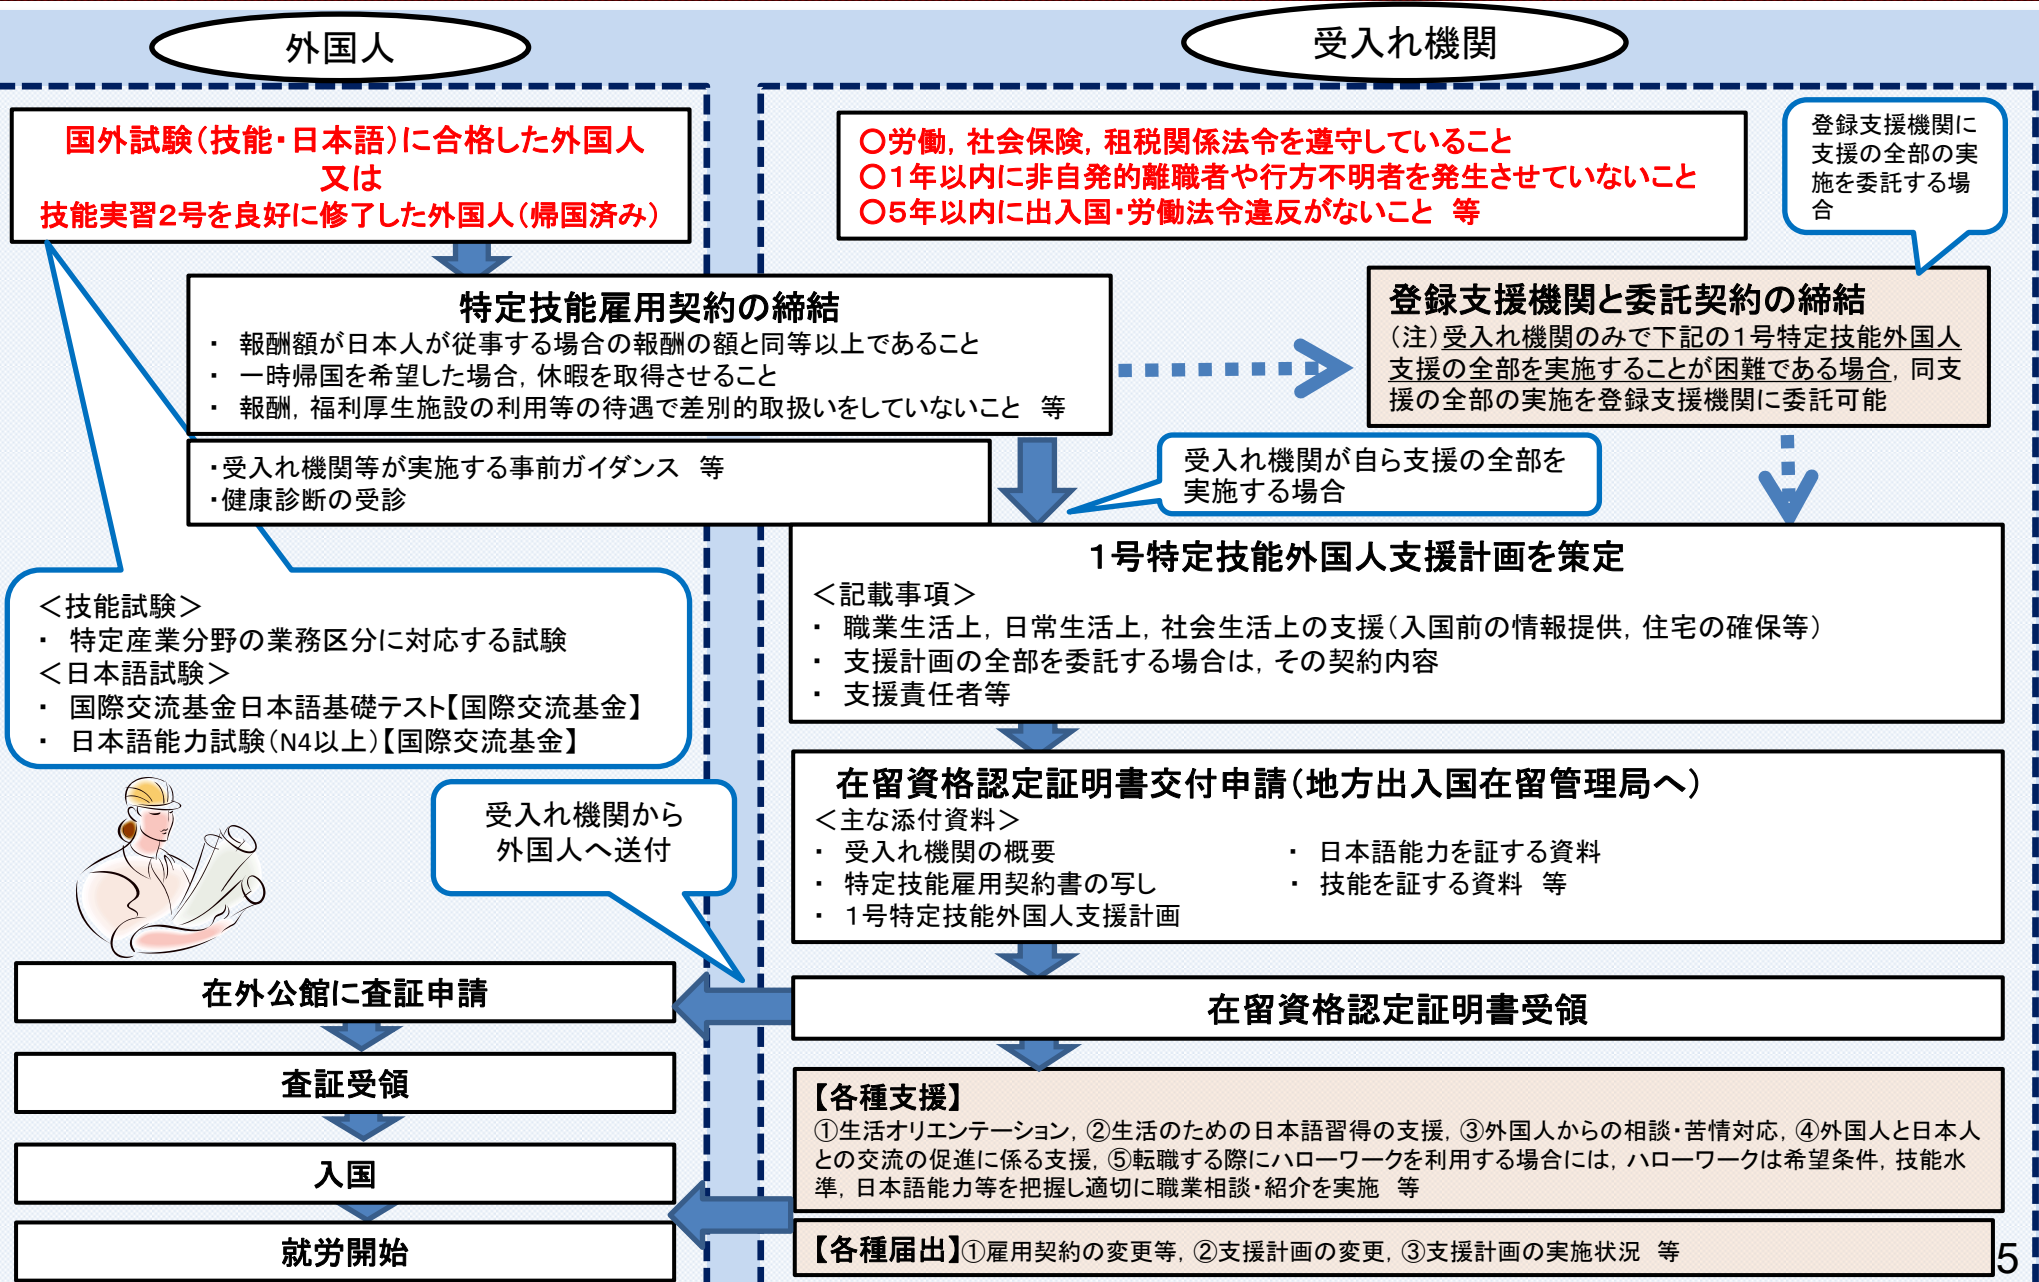 外国人
受入れ機関
国外試験(技能・日本語)に合格した外国人
又は
技能実習2号を良好に修了した外国人(帰国済み)
○労働,社会保険,租税関係法令を遵守していること
○1年以内に非自発的離職者や行方不明者を発生させていないこと
○5年以内に出入国・労働法令違反がないこと 等
登録支援機関に
支援の全部の実
施を委託する場
合
特定技能雇用契約の締結
・ 報酬額が日本人が従事する場合の報酬の額と同等以上であること
・ 一時帰国を希望した場合,休暇を取得させること
・ 報酬,福利厚生施設の利用等の待遇で差別的取扱いをしていないこと 等
登録支援機関と委託契約の締結
(注)受入れ機関のみで下記の1号特定技能外国人
支援の全部を実施することが困難である場合,同支
援の全部の実施を登録支援機関に委託可能
・受入れ機関等が実施する事前ガイダンス 等
・健康診断の受診
受入れ機関が自ら支援の全部を
実施する場合
1号特定技能外国人支援計画を策定
<記載事項>
・ 職業生活上,日常生活上,社会生活上の支援(入国前の情報提供,住宅の確保等)
・ 支援計画の全部を委託する場合は,その契約内容
・ 支援責任者等
<技能試験>
・ 特定産業分野の業務区分に対応する試験
<日本語試験>
・ 国際交流基金日本語基礎テスト【国際交流基金】
・ 日本語能力試験(N4以上)【国際交流基金】
受入れ機関から
外国人へ送付
在留資格認定証明書交付申請(地方出入国在留管理局へ)
<主な添付資料>
・ 受入れ機関の概要
・ 特定技能雇用契約書の写し
・ 1号特定技能外国人支援計画
・ 日本語能力を証する資料
・ 技能を証する資料 等
在外公館に査証申請
在留資格認定証明書受領
査証受領
入国
就労開始
【各種支援】
①生活オリエンテーション,②生活のための日本語習得の支援,③外国人からの相談・苦情対応,④外国人と日本人
との交流の促進に係る支援,⑤転職する際にハローワークを利用する場合には,ハローワークは希望条件,技能水
準,日本語能力等を把握し適切に職業相談・紹介を実施 等
【各種届出】①雇用契約の変更等,②支援計画の変更,③支援計画の実施状況 等
5